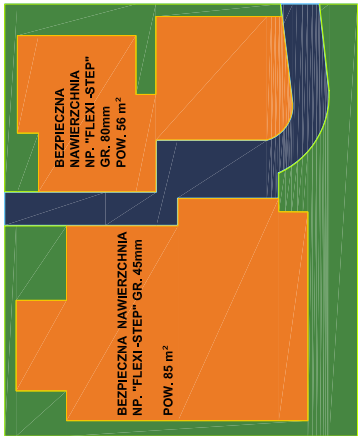 BEZPIECZNA
NAWIERZCHNIA
NP. "FLEXI -STEP"
GR. 80mm
POW. 56 m²
BEZPIECZNA NAWIERZCHNIA
NP. "FLEXI -STEP" GR. 45mm
POW. 85 m²